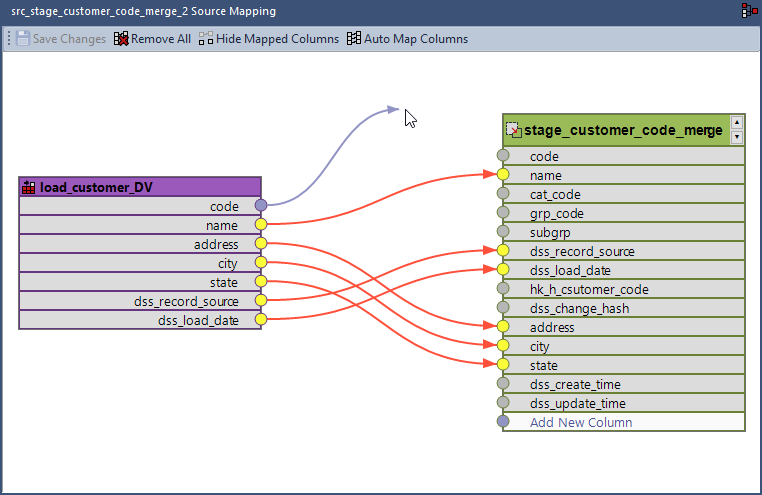 src_stage_customer_code_merge_2 Source Mapping
Save Changes Remove All Hide Mapped Columns Auto Map Columns
load_customer_DV
code
name
address
city
state
dss_record_source
dss_load_date
stage_customer_code_merge
code
name
cat_code
grp_code
subgrp
dss_record_source
dss_load_date
hk_h_csutomer_code
dss_change_hash
address
city
state
dss_create_time
dss_update_time
Add New Column